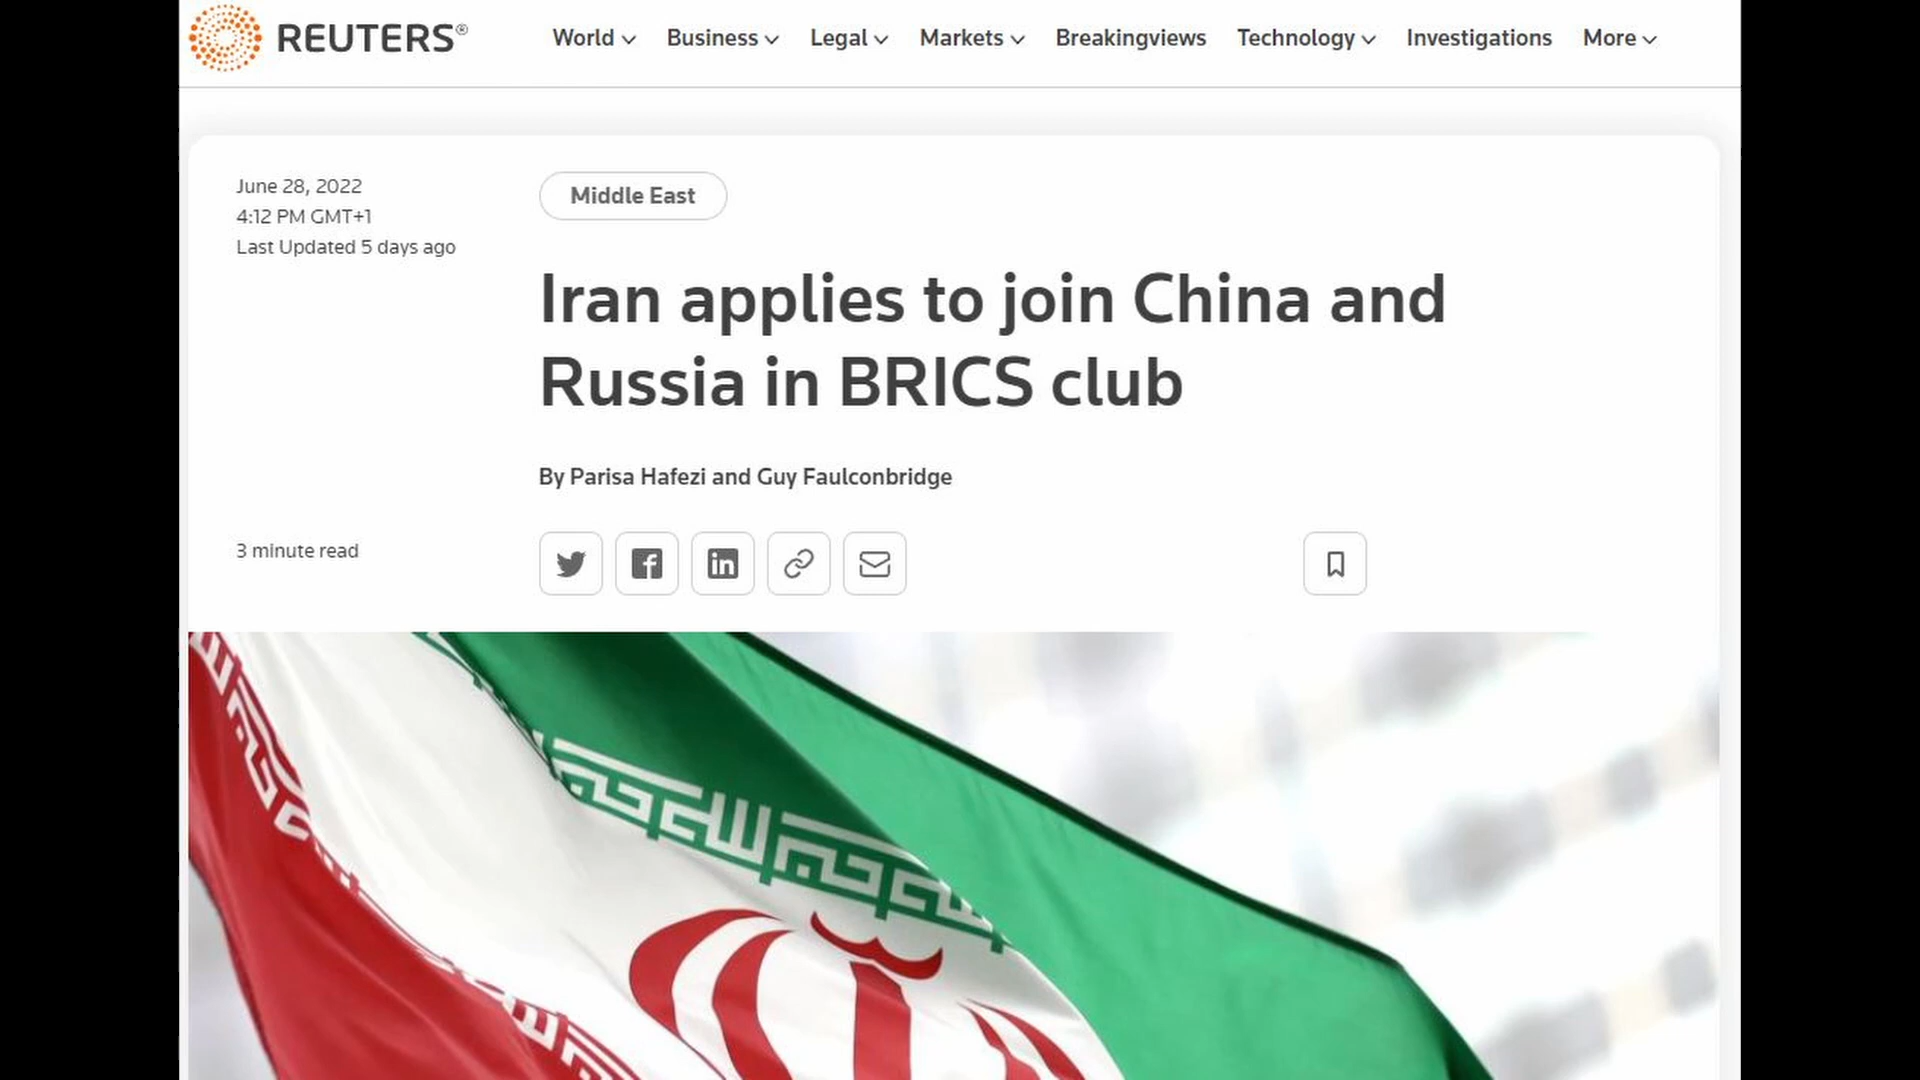 REUTERS®
World Business Legal Markets Breakingviews Technology Investigations More
June 28, 2022
4:12 PM GMT+1
Last Updated 5 days ago
Middle East
Iran applies to join China and
Russia in BRICS club
By Parisa Hafezi and Guy Faulconbridge
3 minute read